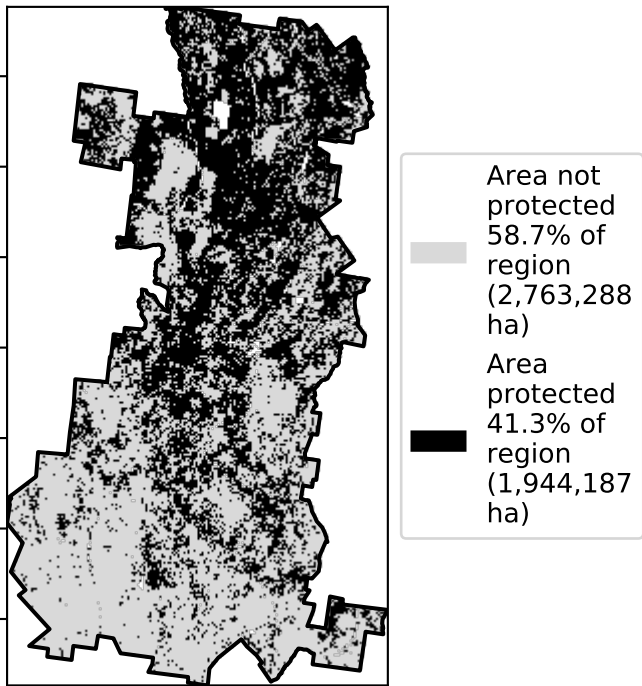 Area not
protected
58.7% of
region
(2,763,288
ha)
Area
protected
41.3% of
region
(1,944,187
ha)